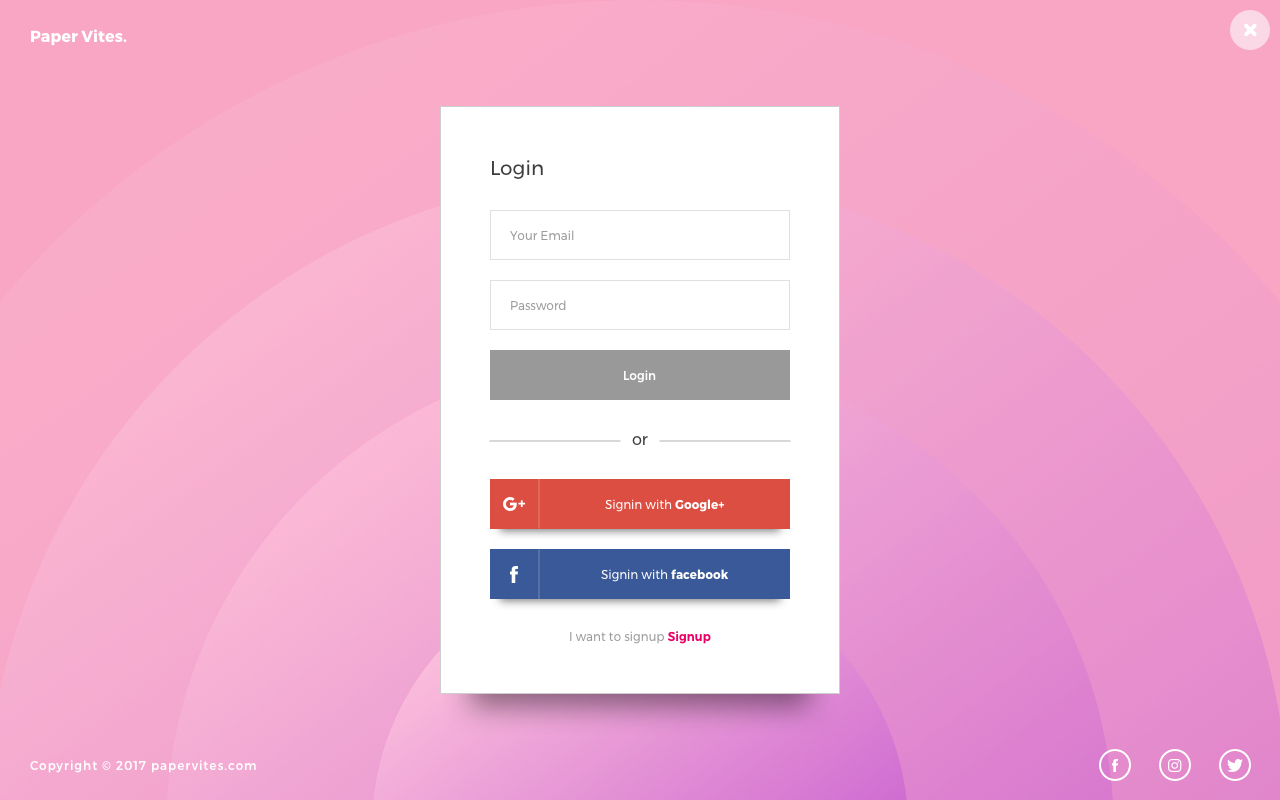 Paper Vites.
Login
Your Email
Password
Login
or
G+ Signin with Google+
f Signin with facebook
I want to signup Signup
Copyright © 2017 papervites.com